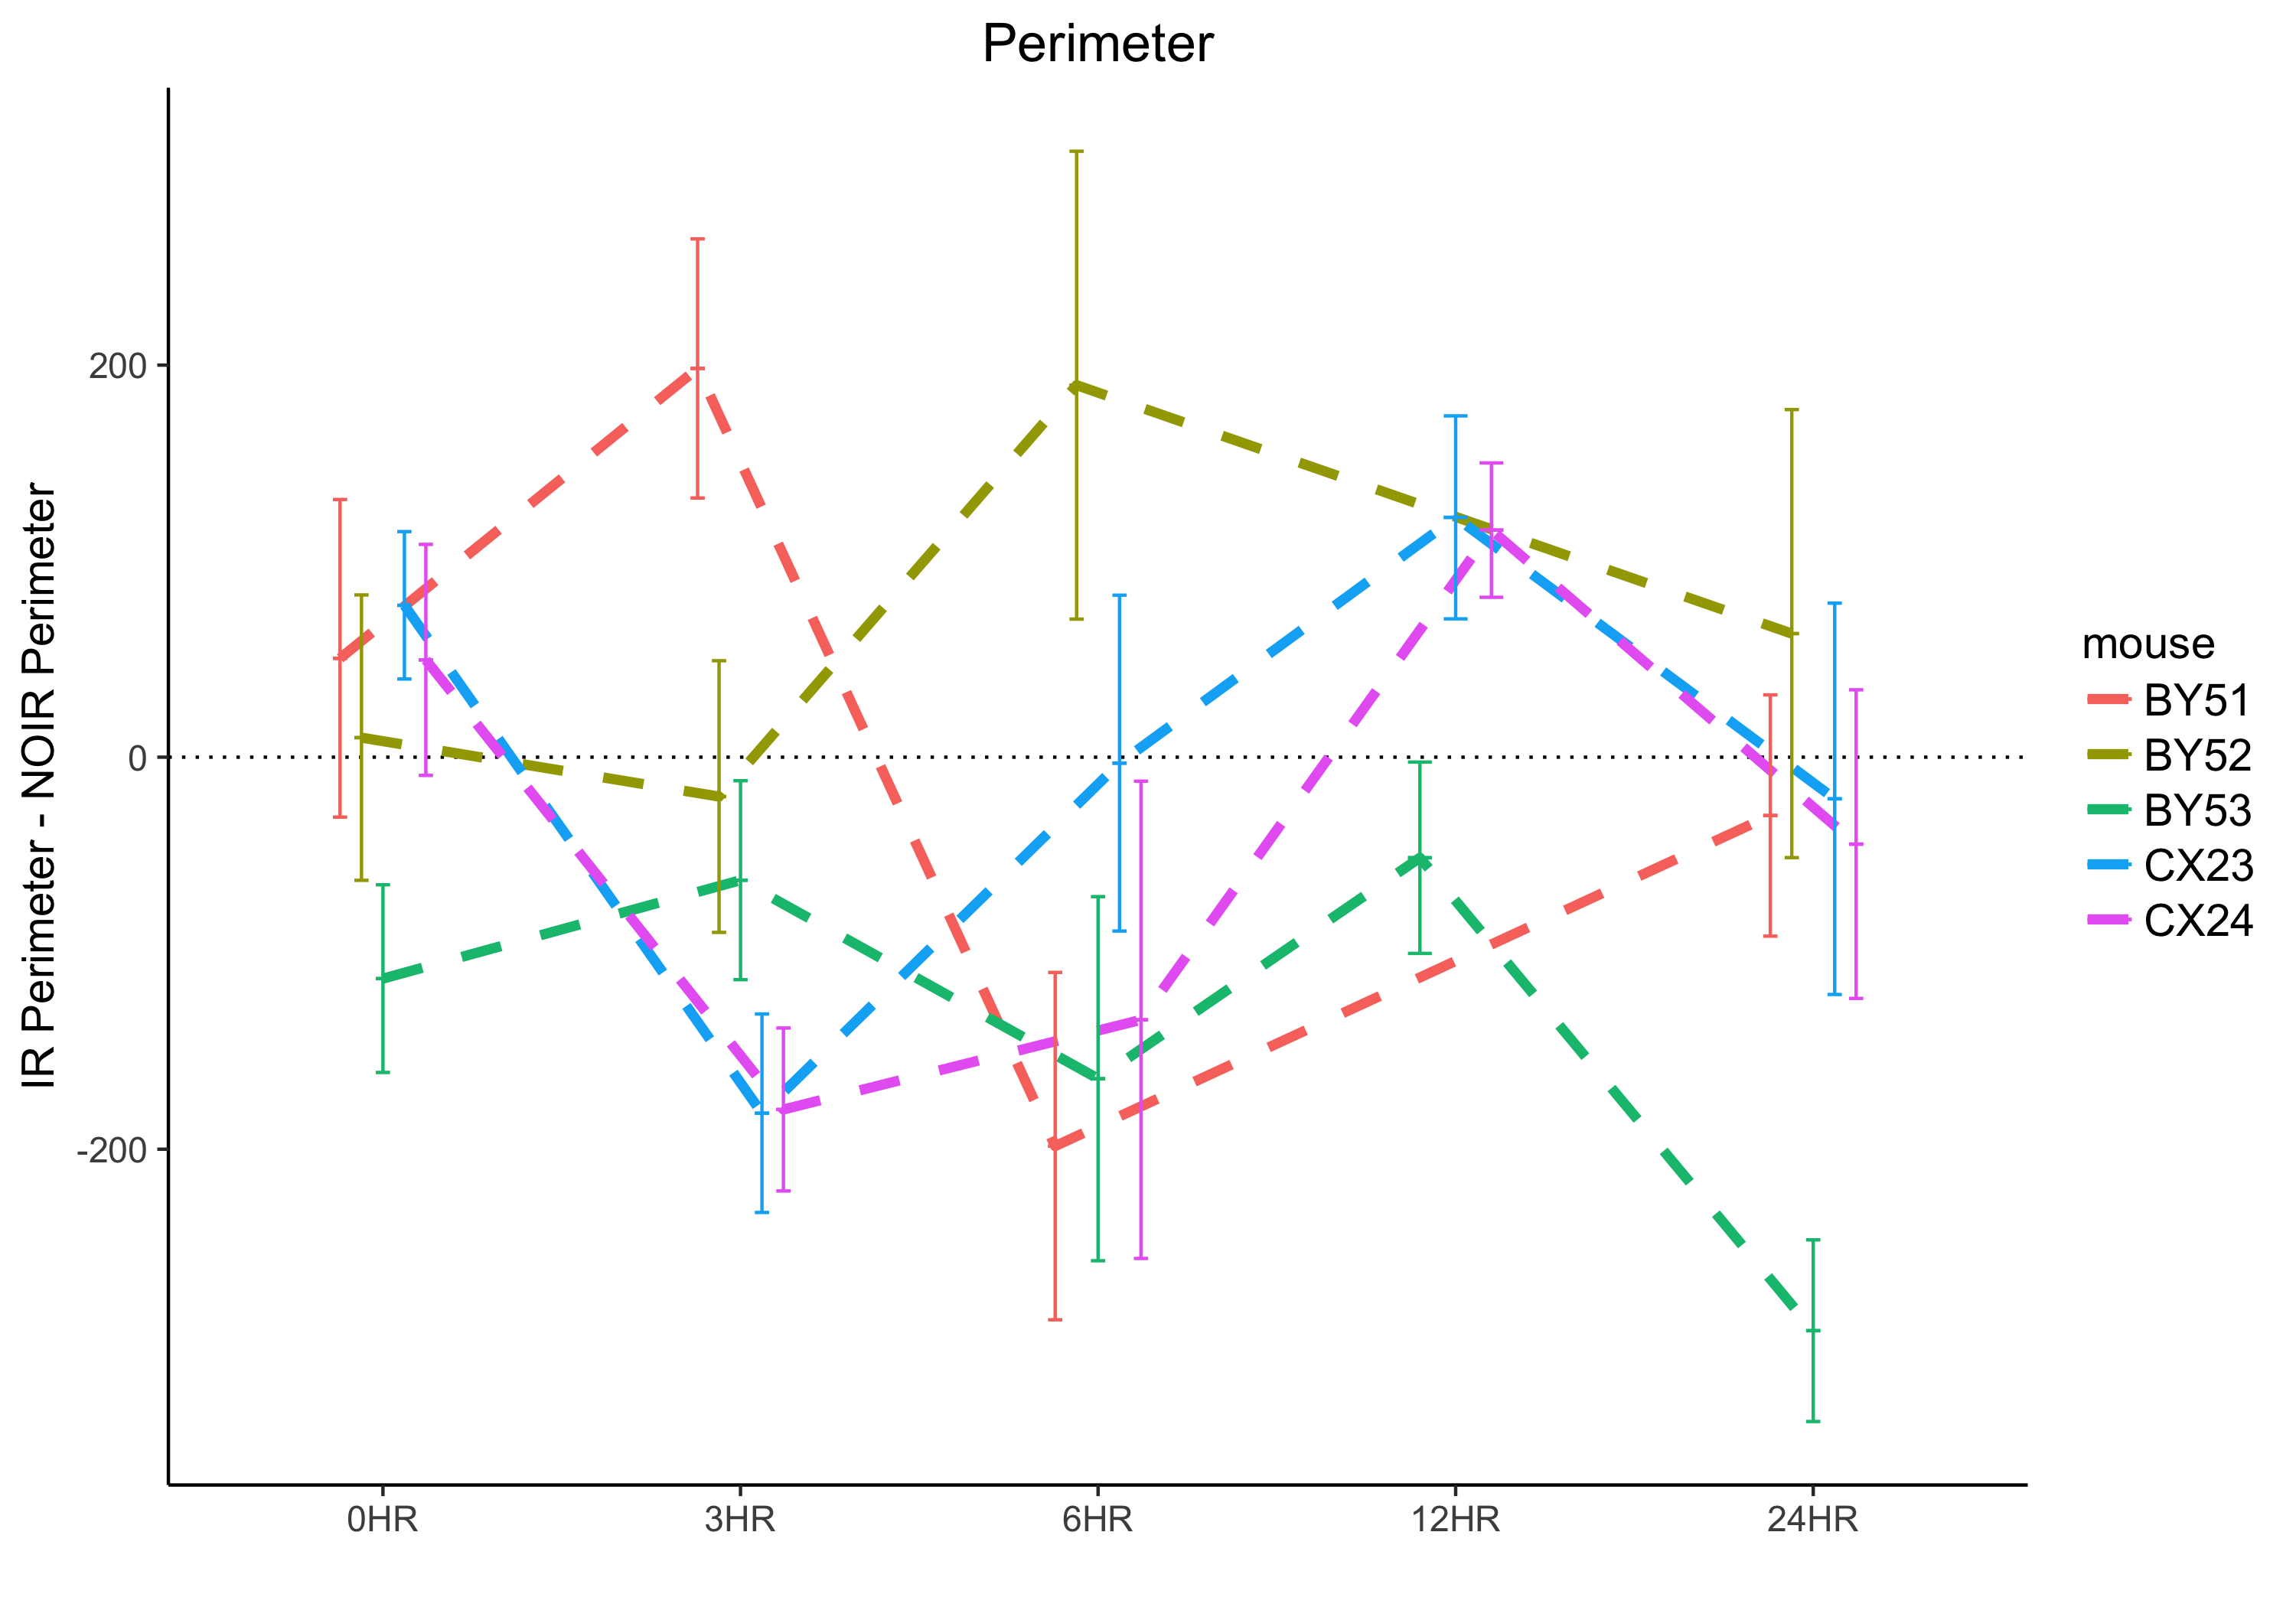 Perimeter
IR Perimeter - NOIR Perimeter
200
0
-200
0HR
3HR
6HR
12HR
24HR
mouse
BY51
BY52
BY53
CX23
CX24